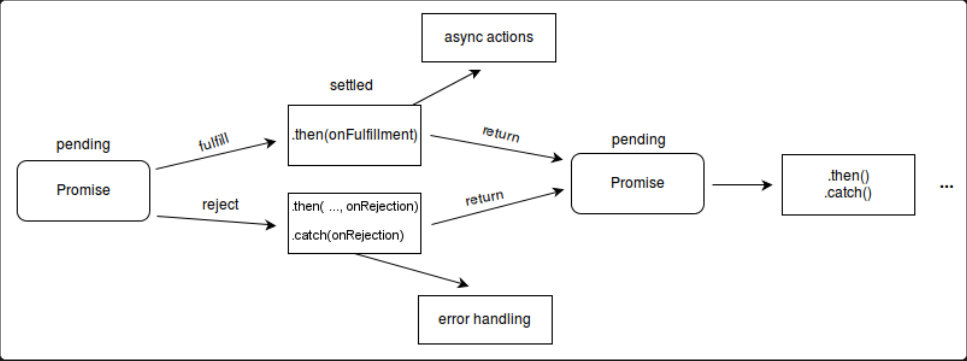 async actions
settled
.then(onFulfillment)
pending
fulfill
return
pending
Promise
reject
.then( ..., onRejection)
.catch(onRejection)
return
Promise
.then()
.catch()
...
error handling